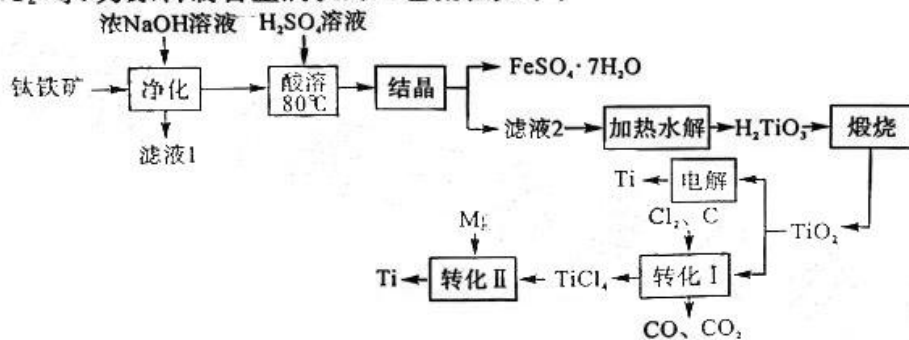 浓NaOH溶液 H₂SO₄溶液
钛铁矿 净化 酸溶 80℃ 结晶 FeSO₄·7H₂O
滤液1 滤液2 加热水解 H₂TiO₃ 煅烧
Ti 电解
Cl₂、C
TiO₂
Mg
Ti 转化Ⅱ TiCl₄ 转化Ⅰ
CO、CO₂